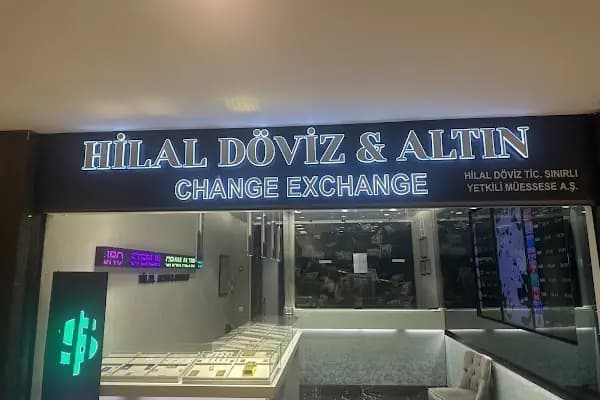 HİLAL DÖVİZ & ALTIN
CHANGE EXCHANGE
HİLAL DÖVİZ TİC. SINIRLI
YETKİLİ MÜESSESE A.Ş.
$